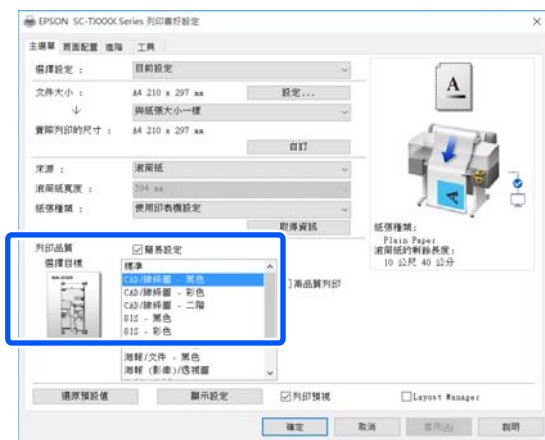 EPSON SC-TXXXX Series 列印喜好設定
主選單 頁面配置 進階 工具
選擇設定 : 目前設定
文件大小 : A4 210 x 297 mm 設定...
與紙張大小一樣
實際列印的尺寸 : A4 210 x 297 mm
自訂
來源 : 滾筒紙
滾筒紙寬度 : 594 mm
紙張種類 : 使用印表機設定
取得資訊
紙張種類:
Plain Paper
滾筒紙的剩餘長度:
10 公尺 40 公分
列印品質 簡易設定
選擇目標
標準
CAD/線條圖 - 黑色
CAD/線條圖 - 彩色
CAD/線條圖 - 二階
GIS - 黑色
GIS - 彩色
高品質列印
海報/文件 - 黑色
海報 (影像)/透視圖
還原預設值 顯示設定 列印預視 Layout Manager
確定 取消 套用(A) 說明